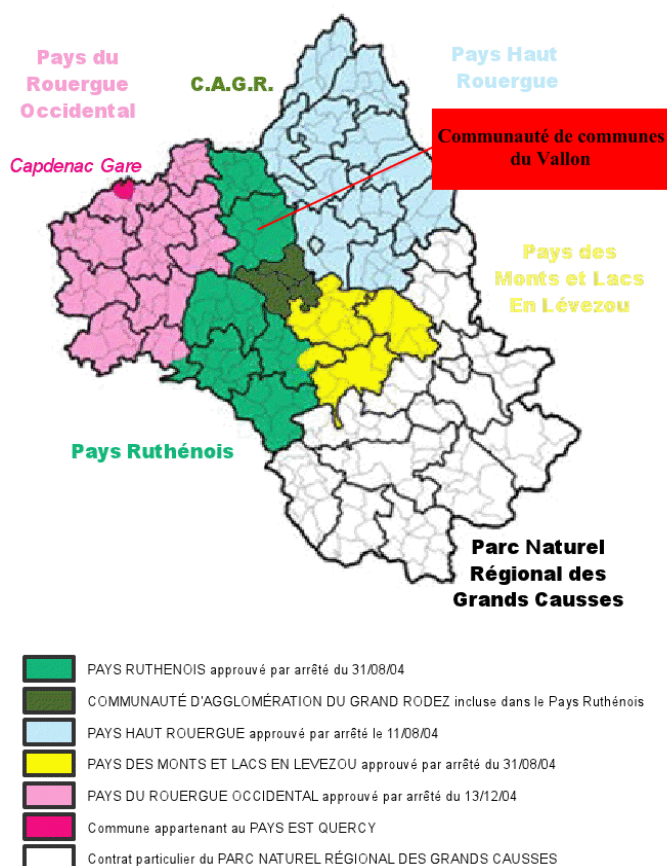 Pays du
Rouergue
Occidental
C.A.G.R.
Pays Haut
Rouergue
Communauté de communes
du Vallon
Capdenac Gare
Pays des
Monts et Lacs
En Lévezou
Pays Ruthénois
Parc Naturel
Régional des
Grands Causses
PAYS RUTHENOIS approuvé par arrêté du 31/08/04
COMMUNAUTÉ D'AGGLOMÉRATION DU GRAND RODEZ incluse dans le Pays Ruthénois
PAYS HAUT ROUERGUE approuvé par arrêté le 11/08/04
PAYS DES MONTS ET LACS EN LEVEZOU approuvé par arrêté du 31/08/04
PAYS DU ROUERGUE OCCIDENTAL approuvé par arrêté du 13/12/04
Commune appartenant au PAYS EST QUERCY
Contrat particulier du PARC NATUREL RÉGIONAL DES GRANDS CAUSSES